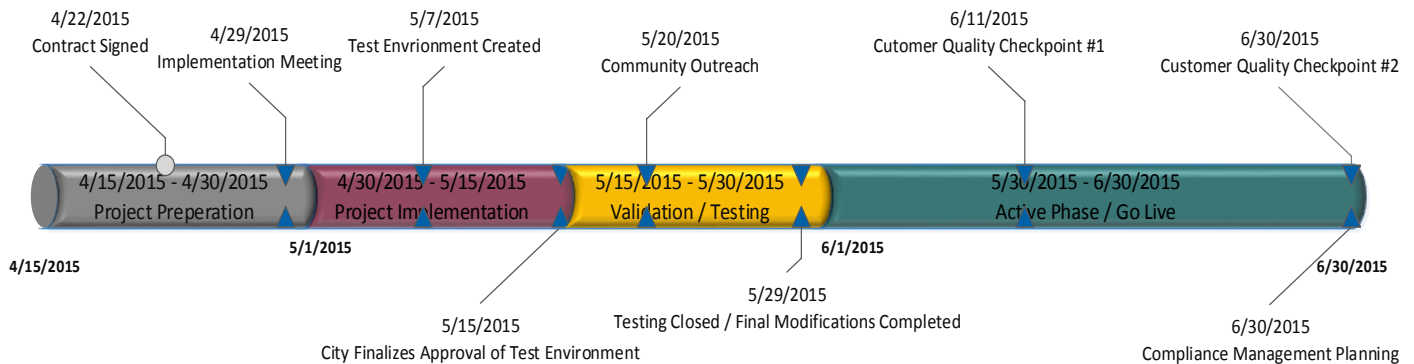 4/22/2015
Contract Signed
4/29/2015
Implementation Meeting
5/7/2015
Test Envrionment Created
5/20/2015
Community Outreach
6/11/2015
Cutomer Quality Checkpoint #1
6/30/2015
Customer Quality Checkpoint #2
4/15/2015 - 4/30/2015
Project Preperation
4/30/2015 - 5/15/2015
Project Implementation
5/15/2015 - 5/30/2015
Validation / Testing
5/30/2015 - 6/30/2015
Active Phase / Go Live
4/15/2015
5/1/2015
6/1/2015
6/30/2015
5/15/2015
City Finalizes Approval of Test Environment
5/29/2015
Testing Closed / Final Modifications Completed
6/30/2015
Compliance Management Planning